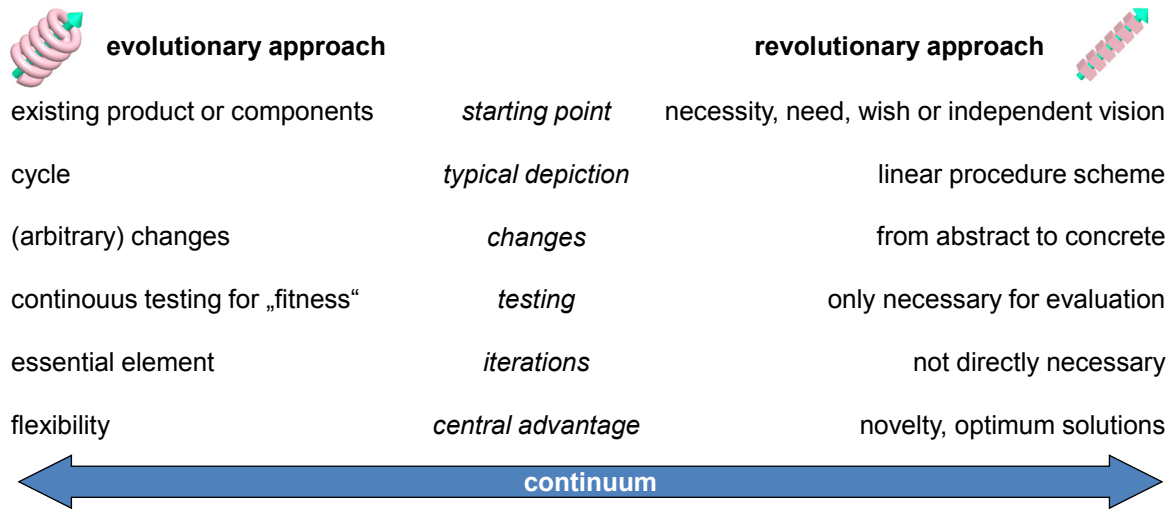 evolutionary approach revolutionary approach
existing product or components starting point necessity, need, wish or independent vision
cycle typical depiction linear procedure scheme
(arbitrary) changes changes from abstract to concrete
continouus testing for „fitness“ testing only necessary for evaluation
essential element iterations not directly necessary
flexibility central advantage novelty, optimum solutions
continuum